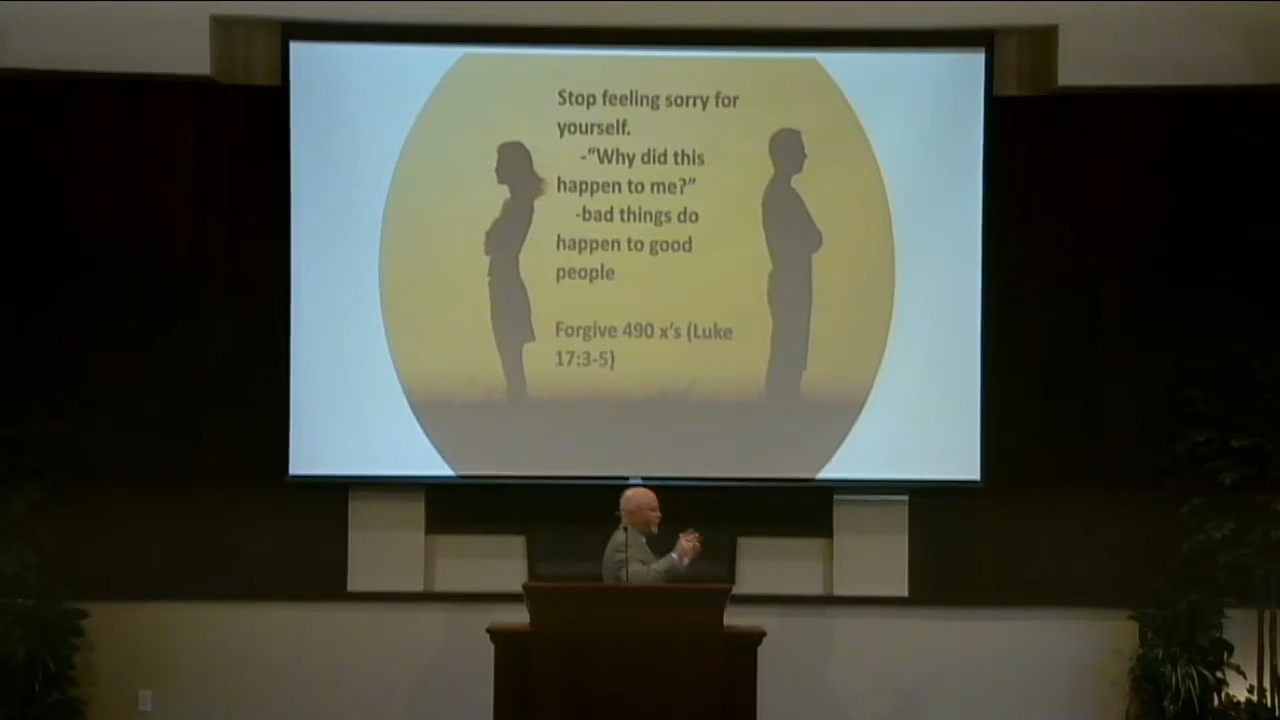 Stop feeling sorry for
yourself.
-“Why did this
happen to me?”
-bad things do
happen to good
people
Forgive 490 x’s (Luke
17:3-5)